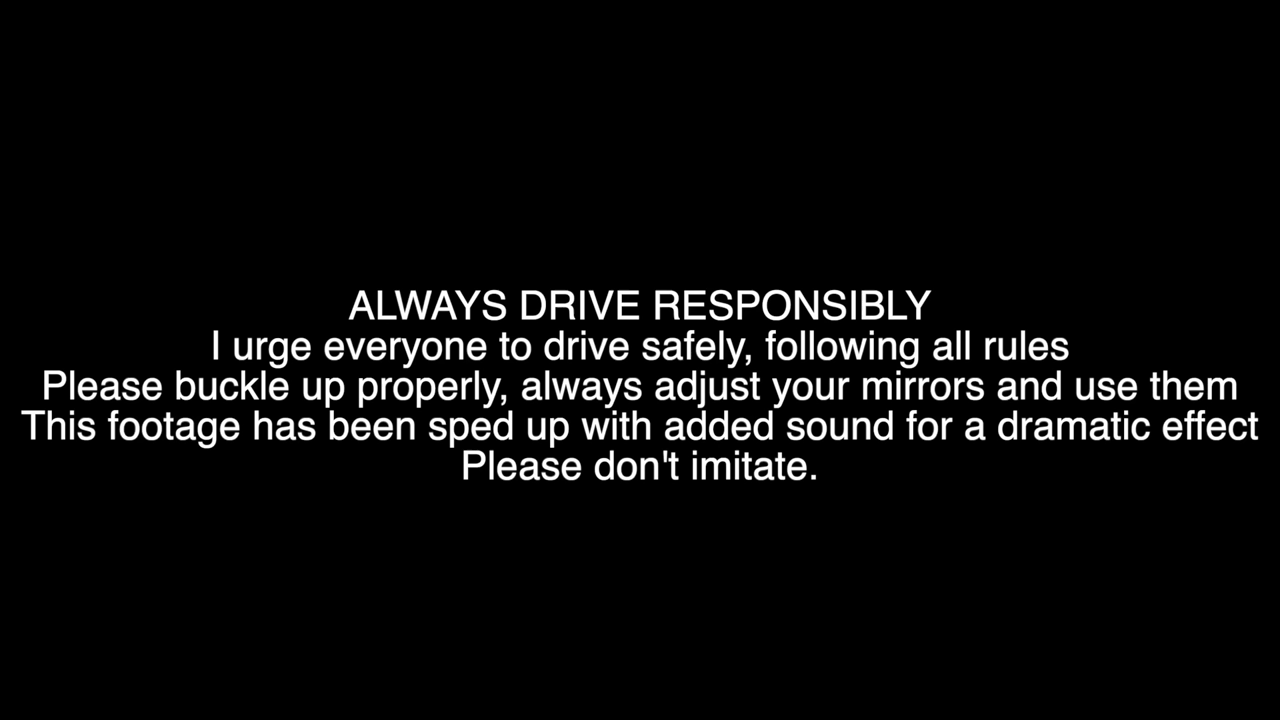 ALWAYS DRIVE RESPONSIBLY
I urge everyone to drive safely, following all rules
Please buckle up properly, always adjust your mirrors and use them
This footage has been sped up with added sound for a dramatic effect
Please don't imitate.